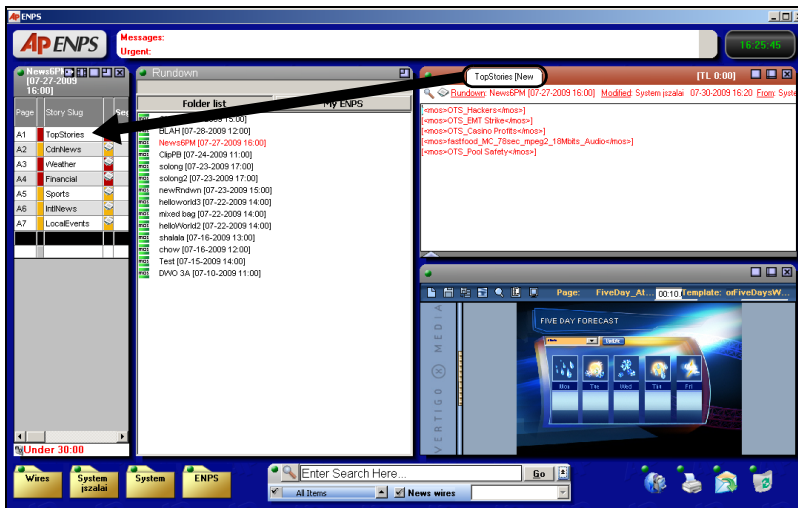 AP ENPS
AP ENPS
Messages:
Urgent:
16:25:45
News6PM
[07-27-2009
16:00]
Page Story Slug Seg
A1 TopStories
A2 CdnNews
A3 Weather
A4 Financial
A5 Sports
A6 IntlNews
A7 LocalEvents
Under 30:00
Rundown
Folder list My ENPS
BLAH [07-28-2009 12:00]
News6PM [07-27-2009 16:00]
ClipPB [07-24-2009 11:00]
solong [07-23-2009 17:00]
solong2 [07-23-2009 17:00]
newRndwn [07-23-2009 15:00]
helloworld3 [07-22-2009 14:00]
mixed bag [07-22-2009 14:00]
helloWorld2 [07-22-2009 14:00]
shalala [07-16-2009 13:00]
chow [07-16-2009 12:00]
Test [07-15-2009 14:00]
DWO 3A [07-10-2009 11:00]
TopStories [New
[TL 0:00]
Rundown: News6PM [07-27-2009 16:00] Modified: System jszalai 07-30-2009 16:20 From: Syste
[<mos>OTS_Hackers</mos>]
[<mos>OTS_EMT Strike</mos>]
[<mos>OTS_Casino Profits</mos>]
[<mos>fastfood_MC_78sec_mpeg2_18Mbits_Audio</mos>]
[<mos>OTS_Pool Safety</mos>]
Page: FiveDay_At... 00:10 Template: orFiveDaysW...
VERTIGO MEDIA
FIVE DAY FORECAST
Mon Tue Wed Thu Fri
Wires
System jszalai
System
ENPS
Enter Search Here...
Go
All Items
News wires